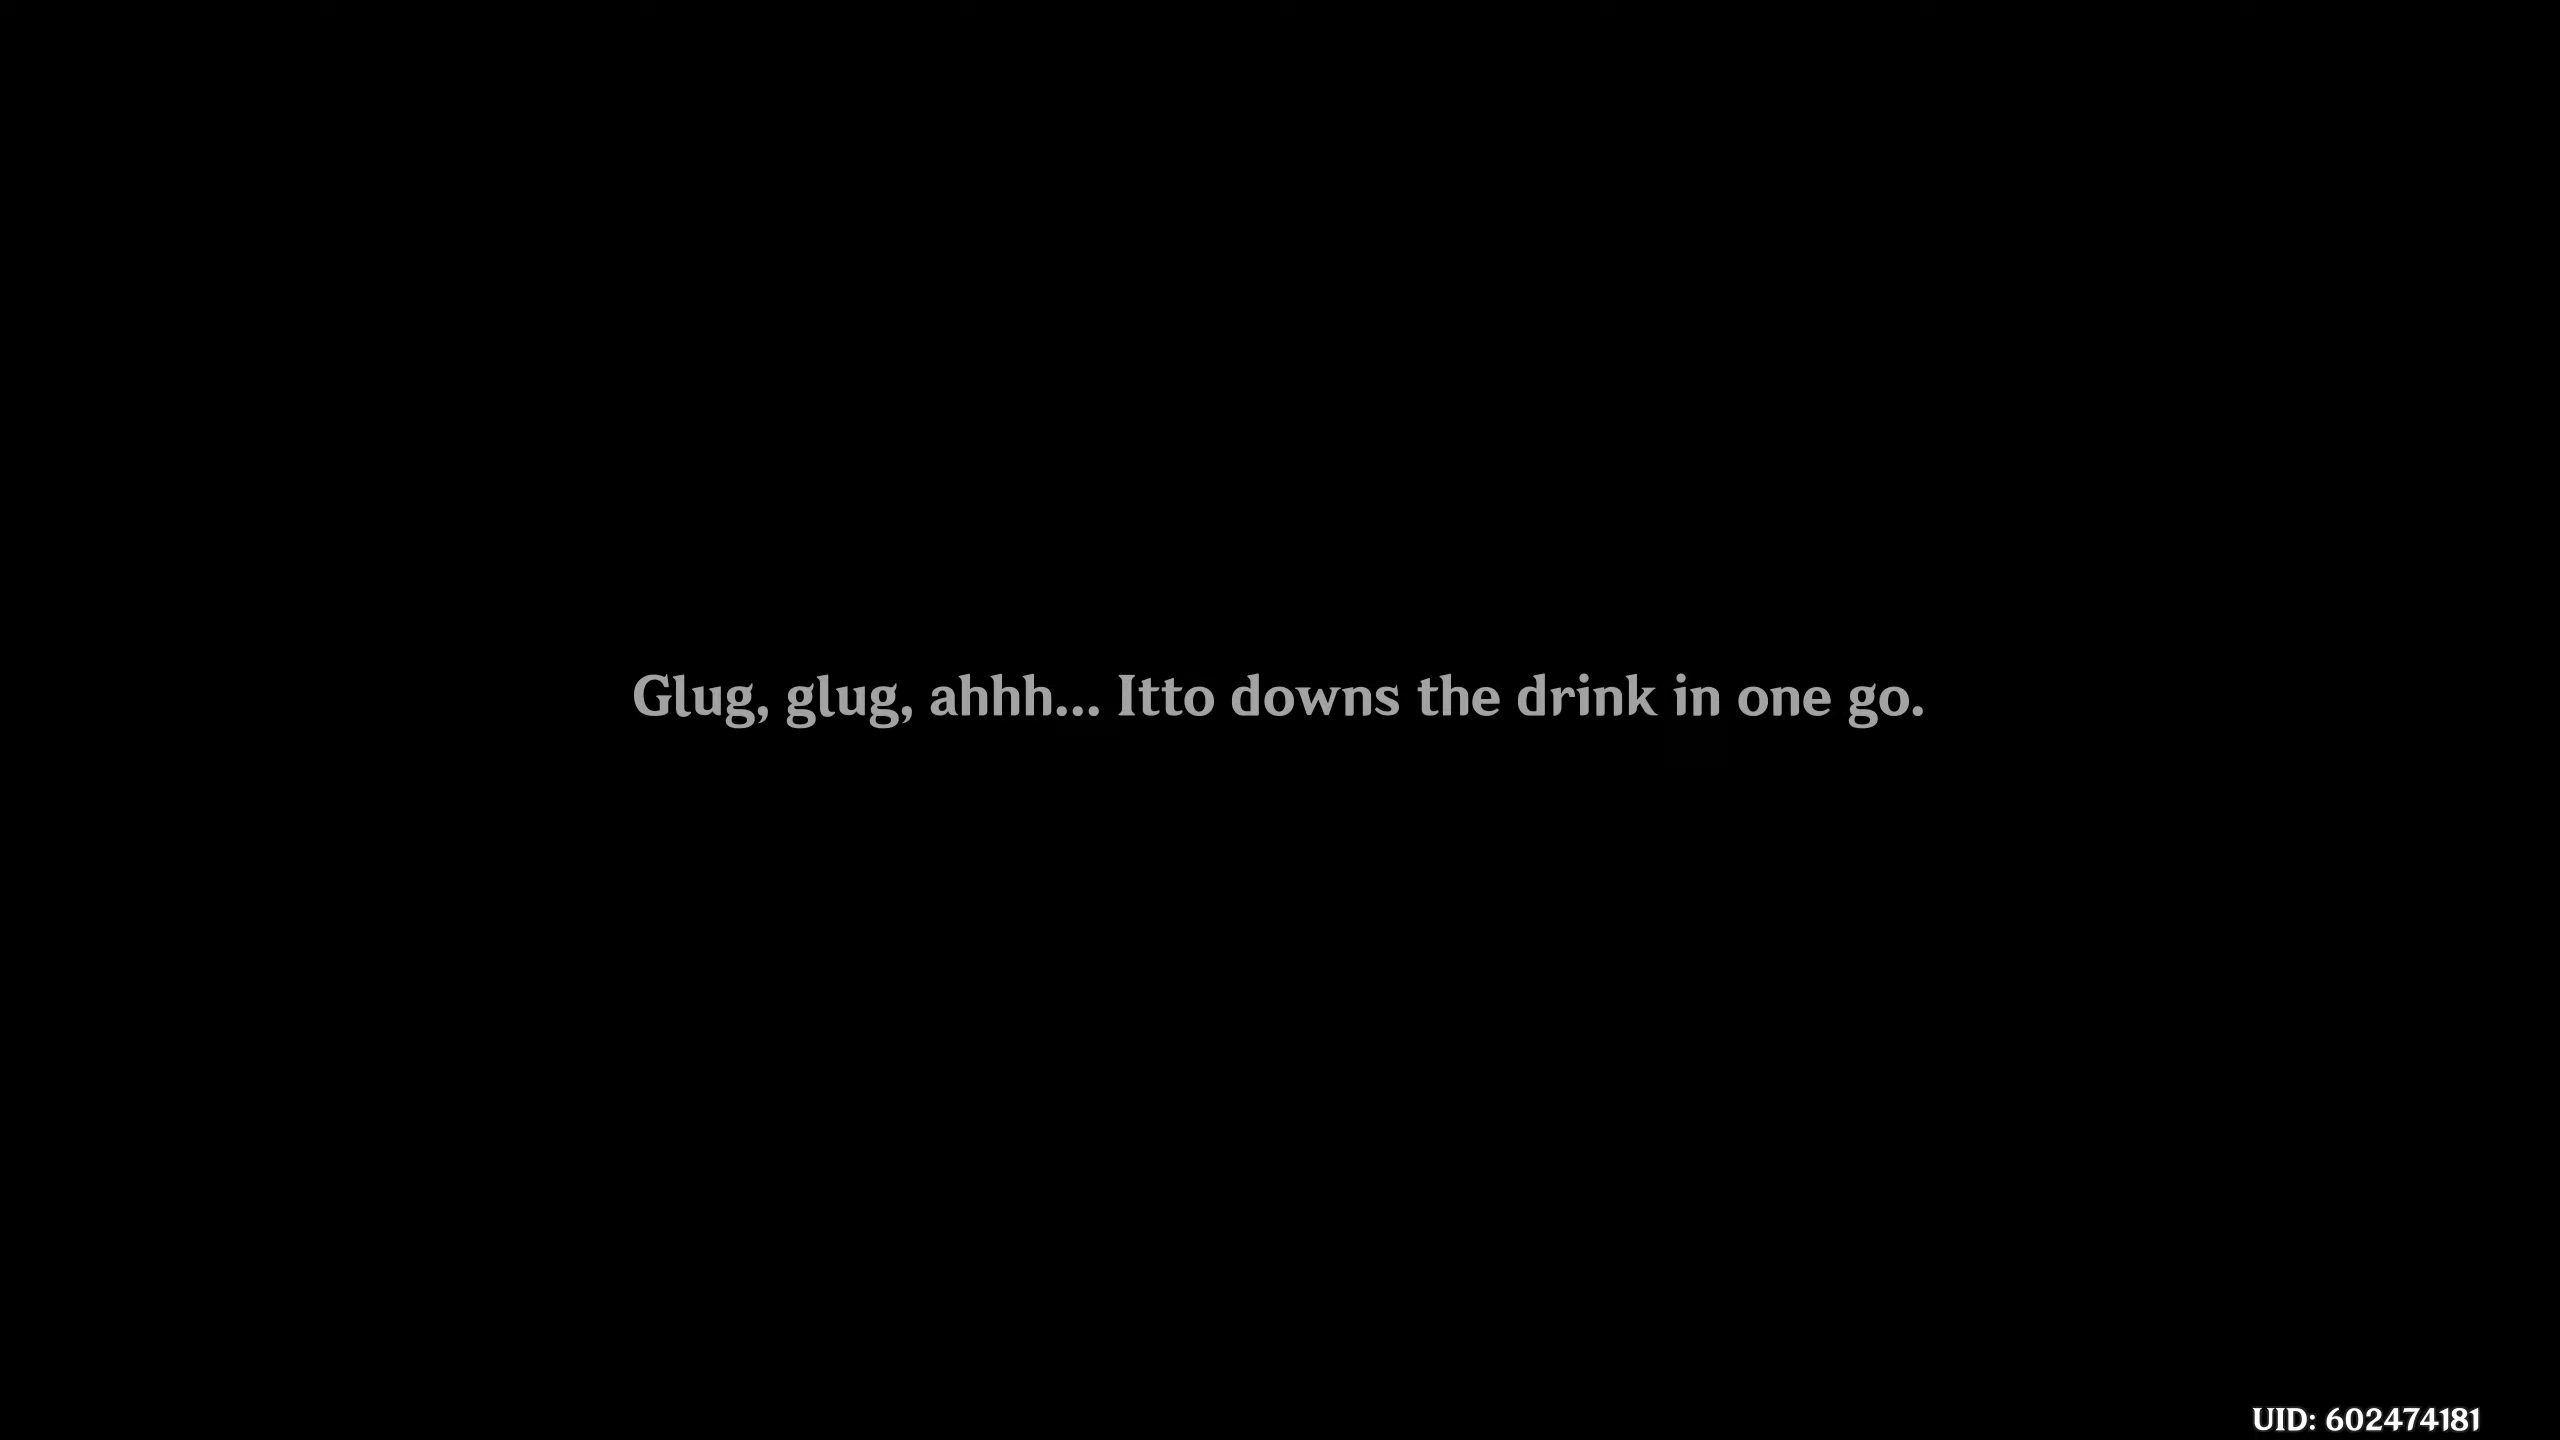 Glug, glug, ahhh... Itto downs the drink in one go.
UID: 602474181